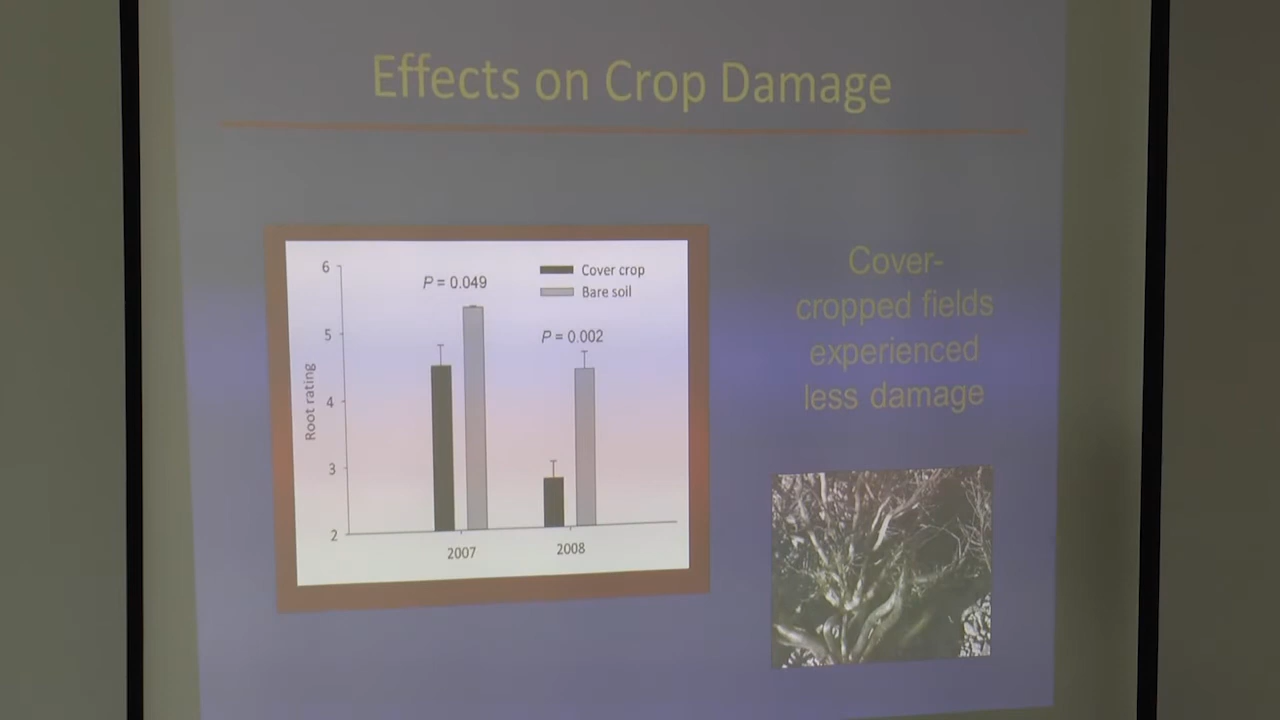 Effects on Crop Damage
6
5
4
3
2
Root rating
P = 0.049
P = 0.002
Cover crop
Bare soil
2007
2008
Cover-
cropped fields
experienced
less damage